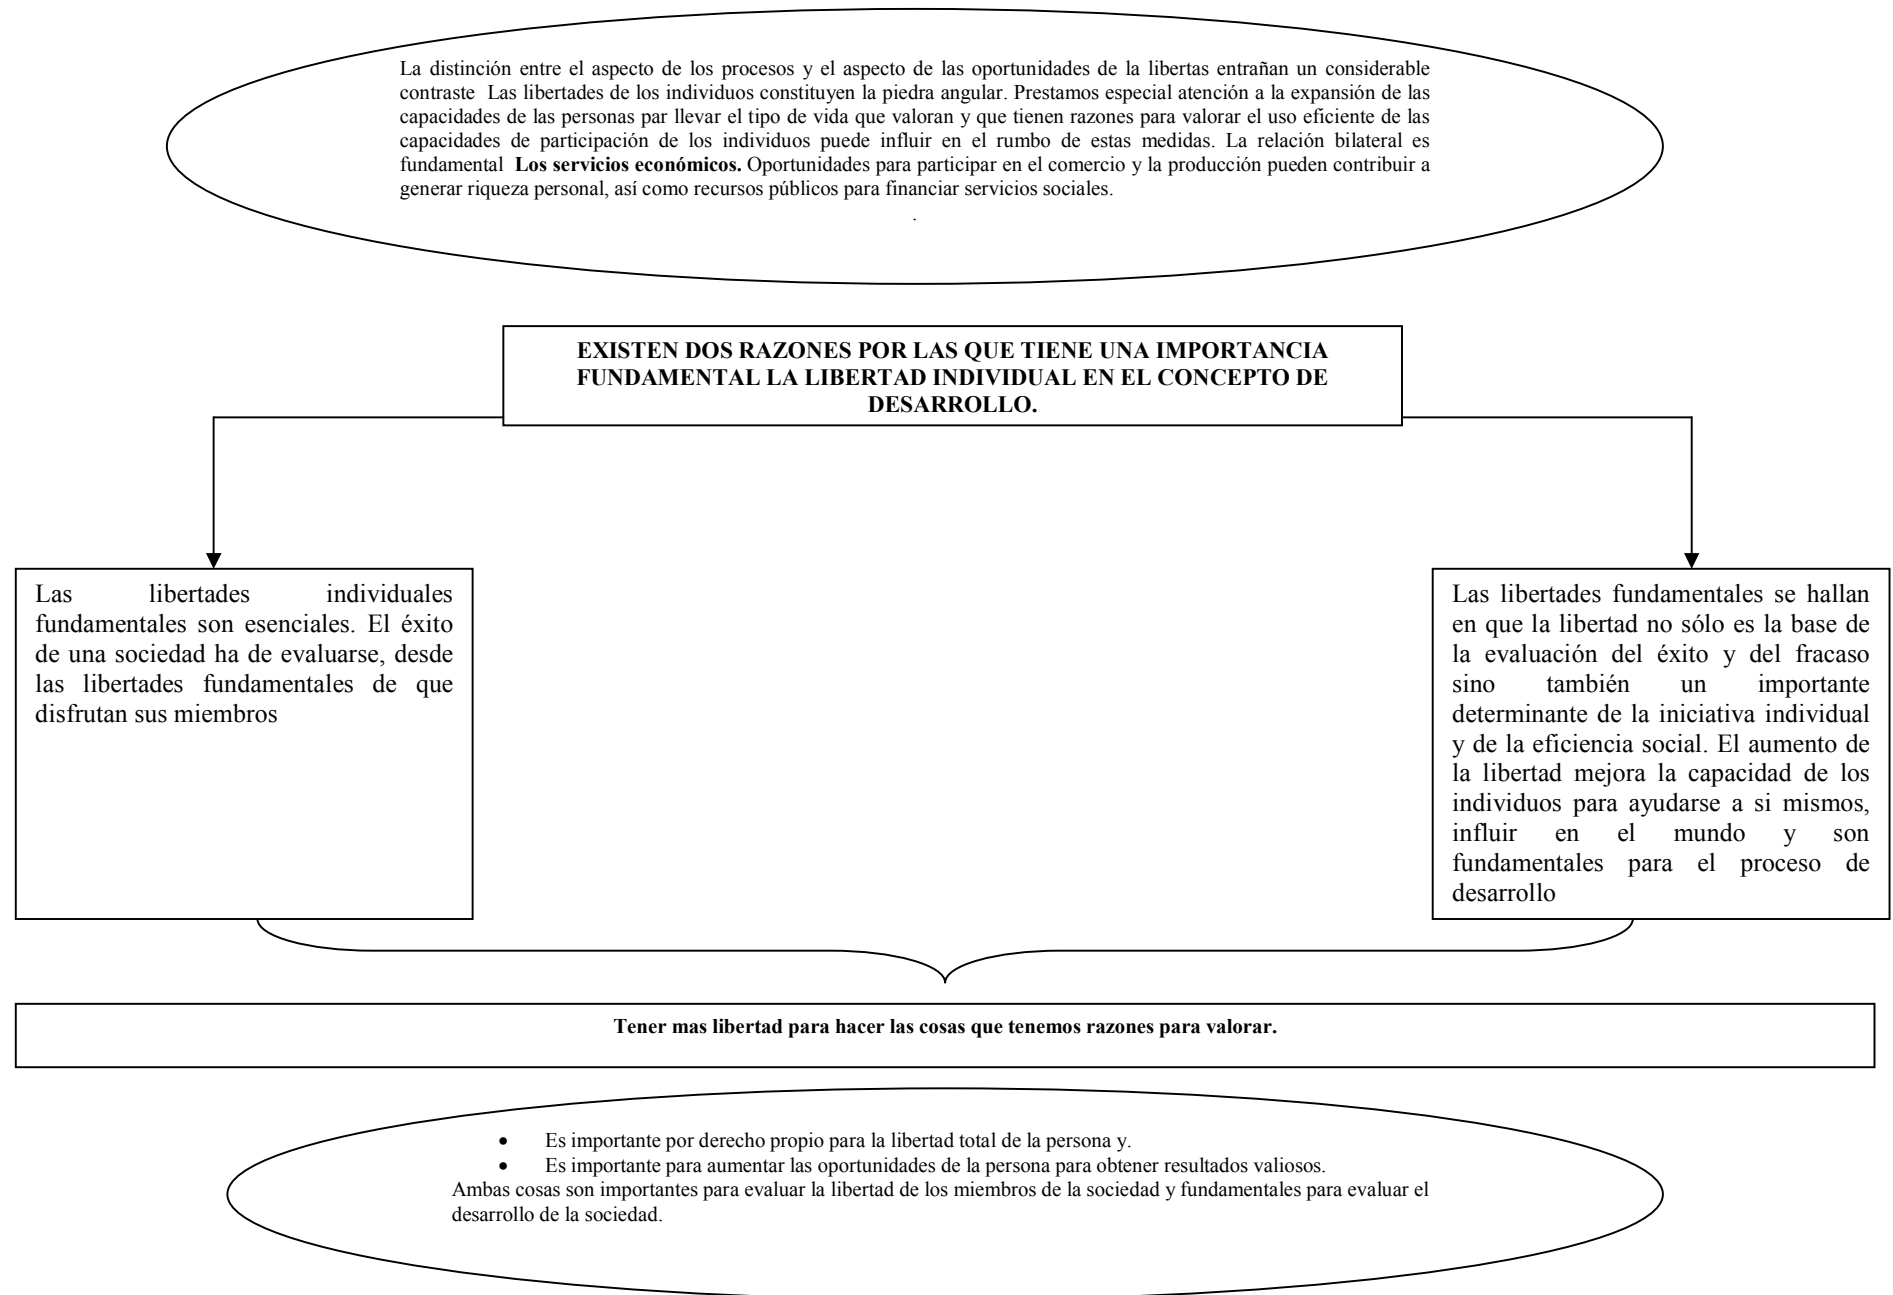 La distinción entre el aspecto de los procesos y el aspecto de las oportunidades de la libertas entrañan un considerable
contraste Las libertades de los individuos constituyen la piedra angular. Prestamos especial atención a la expansión de las
capacidades de las personas par llevar el tipo de vida que valoran y que tienen razones para valorar el uso eficiente de las
capacidades de participación de los individuos puede influir en el rumbo de estas medidas. La relación bilateral es
fundamental Los servicios económicos. Oportunidades para participar en el comercio y la producción pueden contribuir a
generar riqueza personal, así como recursos públicos para financiar servicios sociales.
.
EXISTEN DOS RAZONES POR LAS QUE TIENE UNA IMPORTANCIA
FUNDAMENTAL LA LIBERTAD INDIVIDUAL EN EL CONCEPTO DE
DESARROLLO.
Las libertades individuales
fundamentales son esenciales. El éxito
de una sociedad ha de evaluarse, desde
las libertades fundamentales de que
disfrutan sus miembros
Las libertades fundamentales se hallan
en que la libertad no sólo es la base de
la evaluación del éxito y del fracaso
sino también un importante
determinante de la iniciativa individual
y de la eficiencia social. El aumento de
la libertad mejora la capacidad de los
individuos para ayudarse a si mismos,
influir en el mundo y son
fundamentales para el proceso de
desarrollo
Tener mas libertad para hacer las cosas que tenemos razones para valorar.
• Es importante por derecho propio para la libertad total de la persona y.
• Es importante para aumentar las oportunidades de la persona para obtener resultados valiosos.
Ambas cosas son importantes para evaluar la libertad de los miembros de la sociedad y fundamentales para evaluar el
desarrollo de la sociedad.